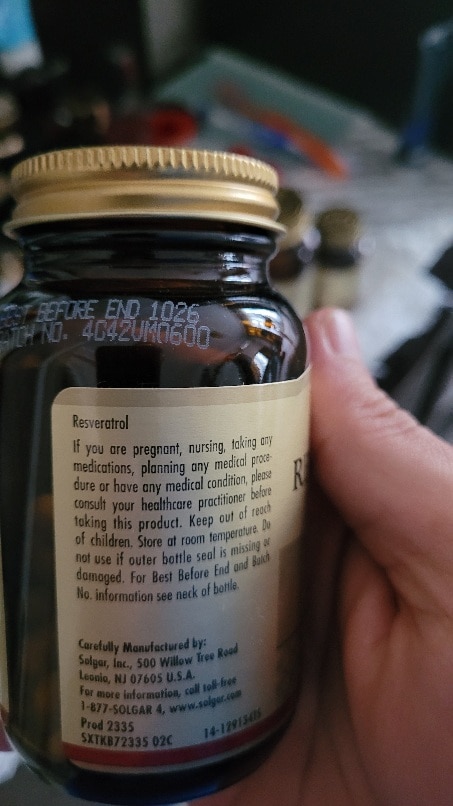 BEFORE END 1026
BATCH NO. 4C42UM0600
Resveratrol
If you are pregnant, nursing, taking any
medications, planning any medical proce-
dure or have any medical condition, please
consult your healthcare practitioner before
taking this product. Keep out of reach
of children. Store at room temperature. Do
not use if outer bottle seal is missing or
damaged. For Best Before End and Batch
No. information see neck of bottle.
Carefully Manufactured by:
Solgar, Inc., 500 Willow Tree Road
Leonia, NJ 07605 U.S.A.
For more information, call toll-free
1-877-SOLGAR 4, www.solgar.com
Prod 2335
SXTKB72335 02C